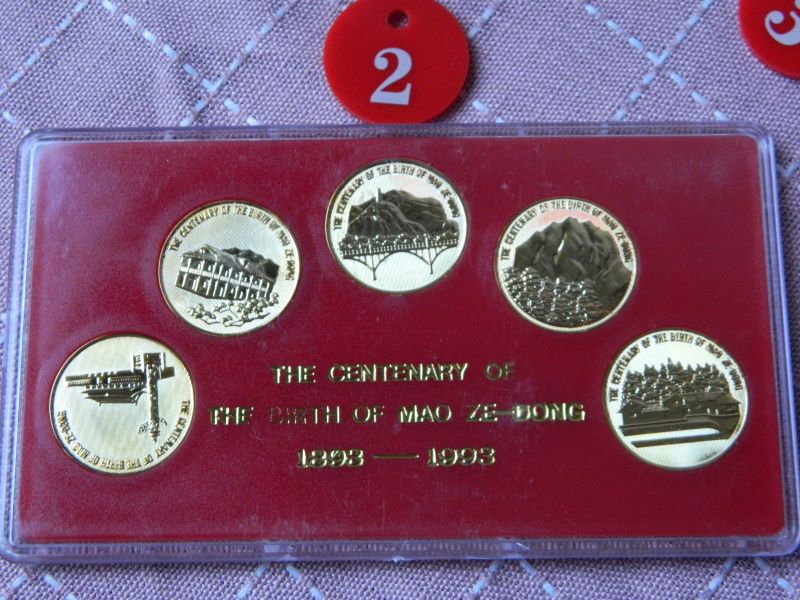 2
3
THE CENTENARY OF THE BIRTH OF MAO ZE-DONG
THE CENTENARY OF THE BIRTH OF MAO ZE-DONG
THE CENTENARY OF THE BIRTH OF MAO ZE-DONG
THE CENTENARY OF THE BIRTH OF MAO ZE-DONG
THE CENTENARY OF THE BIRTH OF MAO ZE-DONG
THE CENTENARY OF
THE BIRTH OF MAO ZE-DONG
1893 — 1993